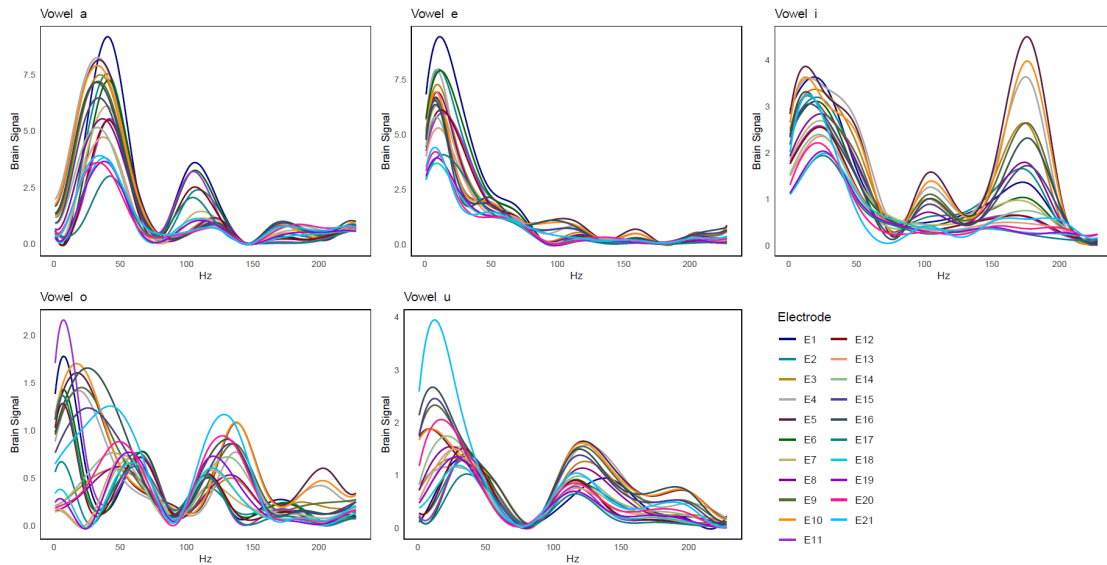 Vowel a
Brain Signal
7.5
5.0
2.5
0.0
0
50
100
150
200
Hz
Vowel e
Brain Signal
7.5
5.0
2.5
0.0
0
50
100
150
200
Hz
Vowel i
Brain Signal
4
3
2
1
0
0
50
100
150
200
Hz
Vowel o
Brain Signal
2.0
1.5
1.0
0.5
0.0
0
50
100
150
200
Hz
Vowel u
Brain Signal
4
3
2
1
0
0
50
100
150
200
Hz
Electrode
E1
E2
E3
E4
E5
E6
E7
E8
E9
E10
E11
E12
E13
E14
E15
E16
E17
E18
E19
E20
E21